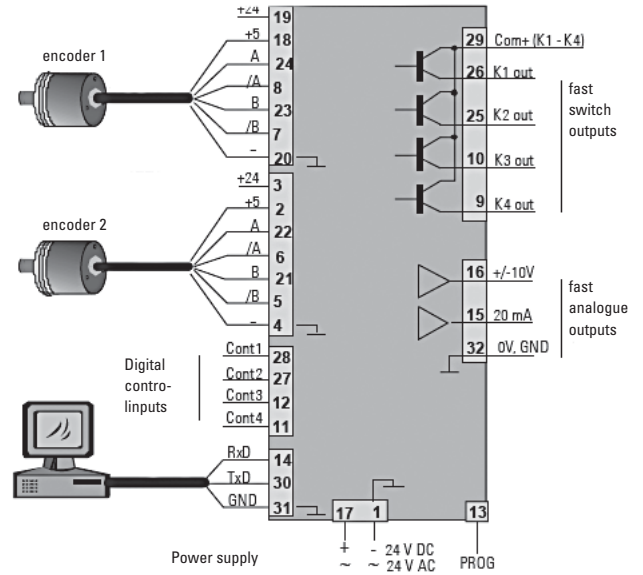 +24 19
encoder 1
+5 18
A 24
/A 8
B 23
/B 7
– 20
+24 3
encoder 2
+5 2
A 22
/A 6
B 21
/B 5
– 4
Digital
contro-
linputs
Cont1 28
Cont2 27
Cont3 12
Cont4 11
RxD 14
TxD 30
GND 31
29 Com+ (K1 - K4)
26 K1 out
25 K2 out
10 K3 out
9 K4 out
fast
switch
outputs
16 +/-10V
15 20 mA
32 0V, GND
fast
analogue
outputs
17 1
13
Power supply
+ - 24 V DC
~ ~ 24 V AC
PROG